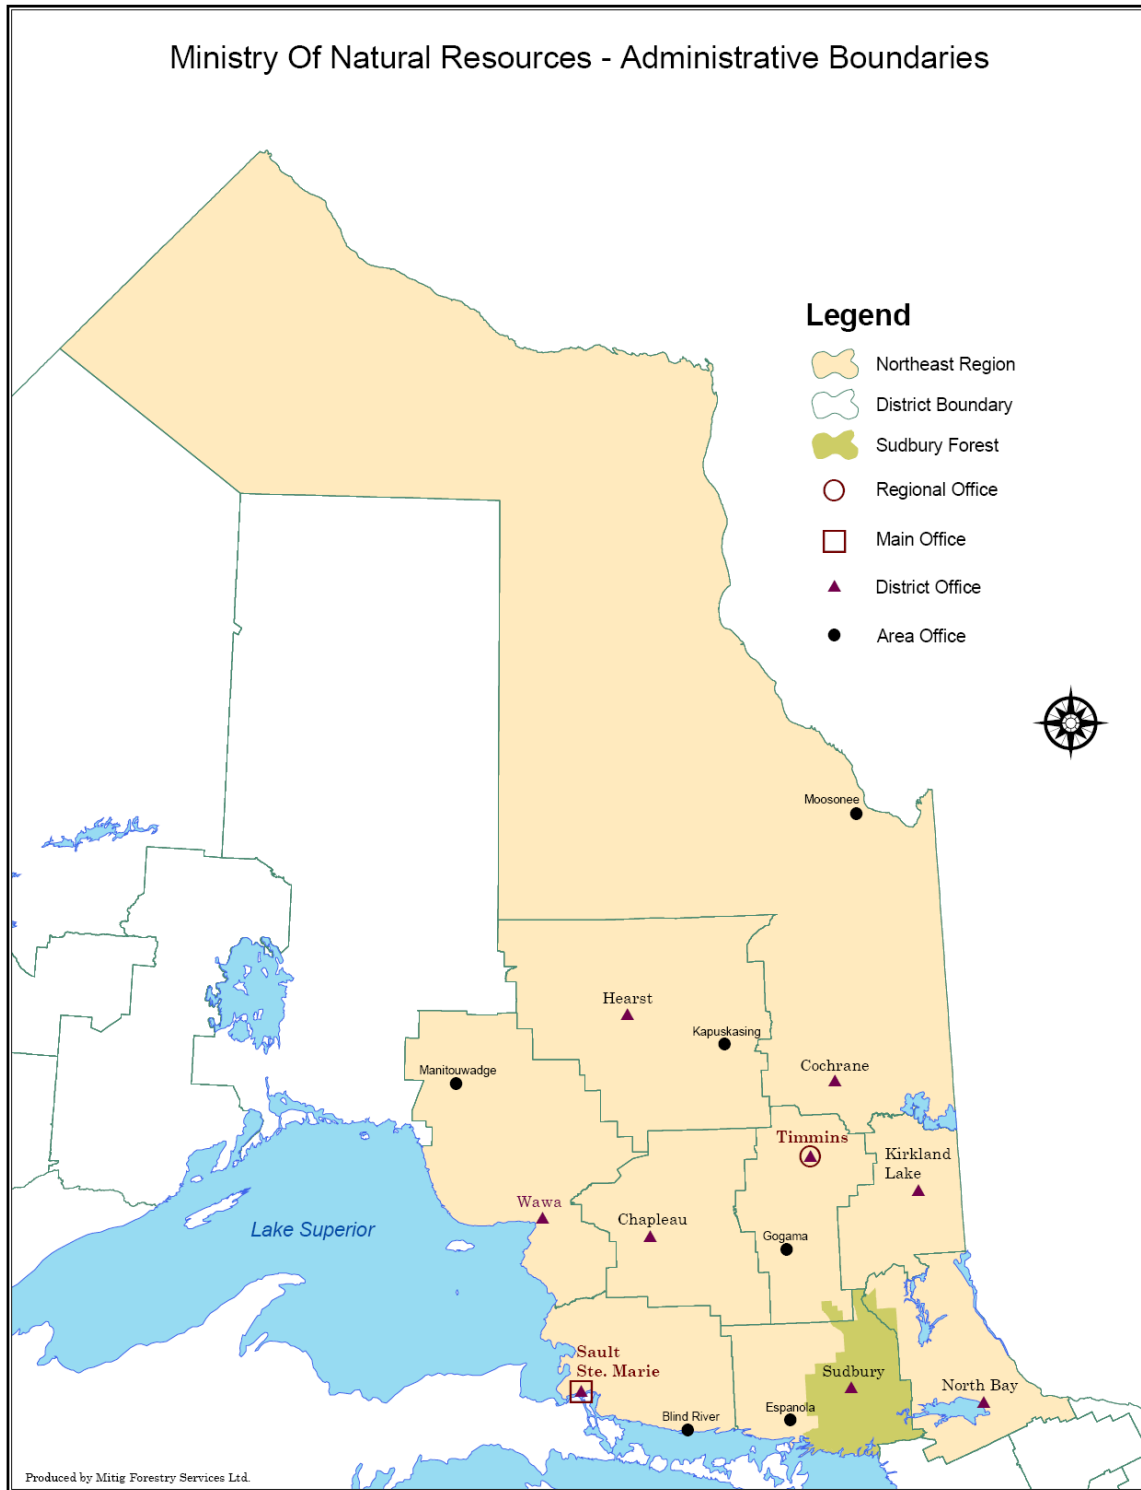 Ministry Of Natural Resources - Administrative Boundaries
Legend
Northeast Region
District Boundary
Sudbury Forest
Regional Office
Main Office
District Office
Area Office
Moosonee
Hearst
Kapuskasing
Cochrane
Manitouwadge
Timmins
Kirkland
Lake
Wawa
Chapleau
Lake Superior
Gogama
Sault
Ste. Marie
Sudbury
North Bay
Espanola
Blind River
Produced by Mitig Forestry Services Ltd.